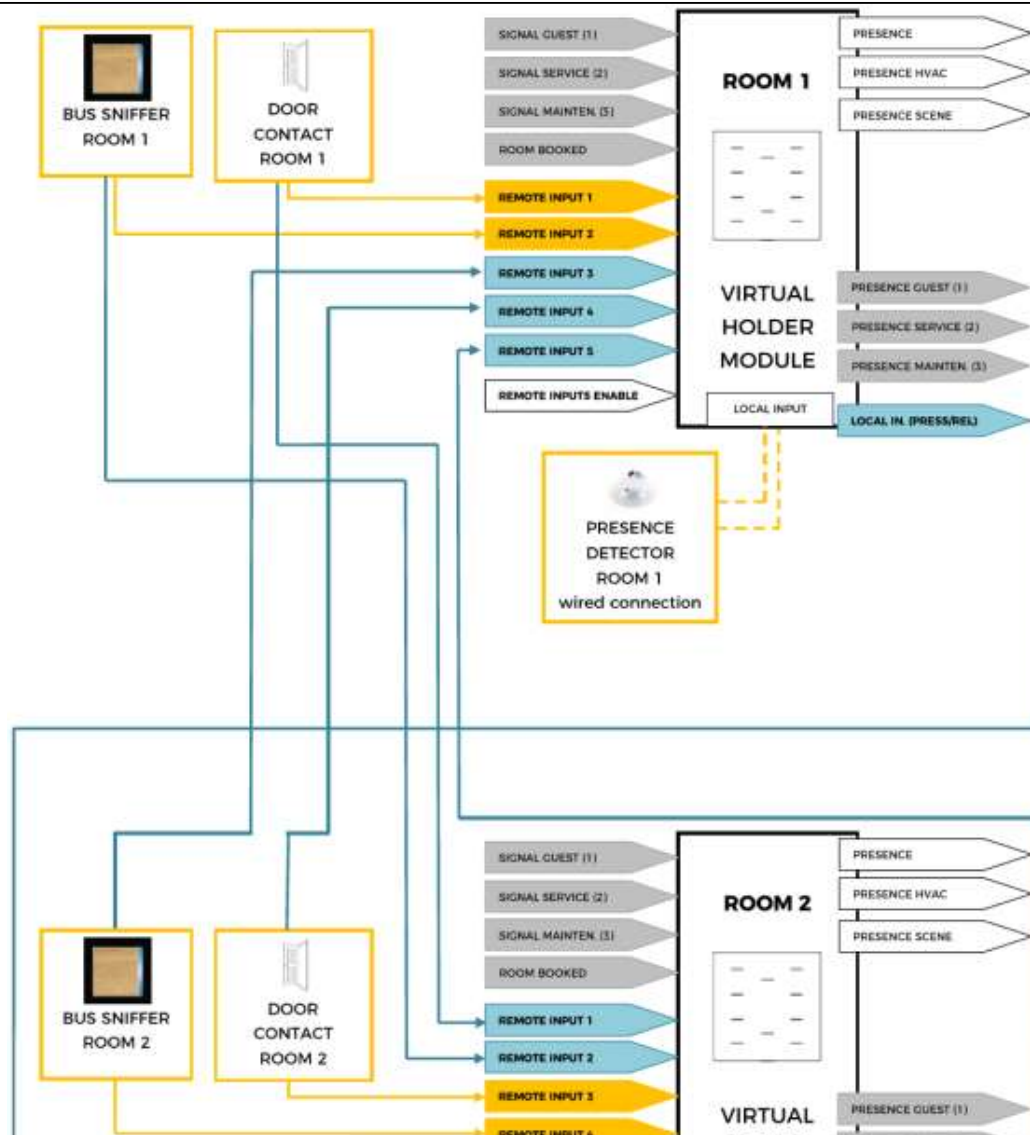 BUS SNIFFER
ROOM 1
DOOR
CONTACT
ROOM 1
SIGNAL GUEST (1)
SIGNAL SERVICE (2)
SIGNAL MAINTEN. (3)
ROOM BOOKED
REMOTE INPUT 1
REMOTE INPUT 2
REMOTE INPUT 3
REMOTE INPUT 4
REMOTE INPUT 5
REMOTE INPUTS ENABLE
ROOM 1
VIRTUAL
HOLDER
MODULE
LOCAL INPUT
PRESENCE
PRESENCE HVAC
PRESENCE SCENE
PRESENCE GUEST (1)
PRESENCE SERVICE (2)
PRESENCE MAINTEN. (3)
LOCAL IN. (PRESS/REL)
PRESENCE
DETECTOR
ROOM 1
wired connection
BUS SNIFFER
ROOM 2
DOOR
CONTACT
ROOM 2
SIGNAL GUEST (1)
SIGNAL SERVICE (2)
SIGNAL MAINTEN. (3)
ROOM BOOKED
REMOTE INPUT 1
REMOTE INPUT 2
REMOTE INPUT 3
REMOTE INPUT 4
ROOM 2
VIRTUAL
PRESENCE
PRESENCE HVAC
PRESENCE SCENE
PRESENCE GUEST (1)